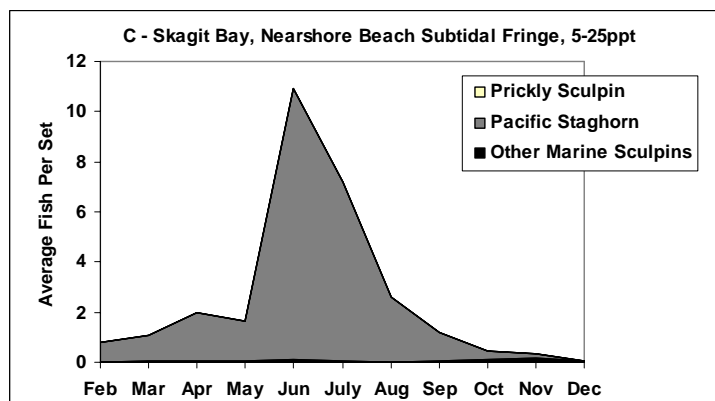 C - Skagit Bay, Nearshore Beach Subtidal Fringe, 5-25ppt
Average Fish Per Set
12
10
8
6
4
2
0
Prickly Sculpin
Pacific Staghorn
Other Marine Sculpins
Feb Mar Apr May Jun July Aug Sep Oct Nov Dec